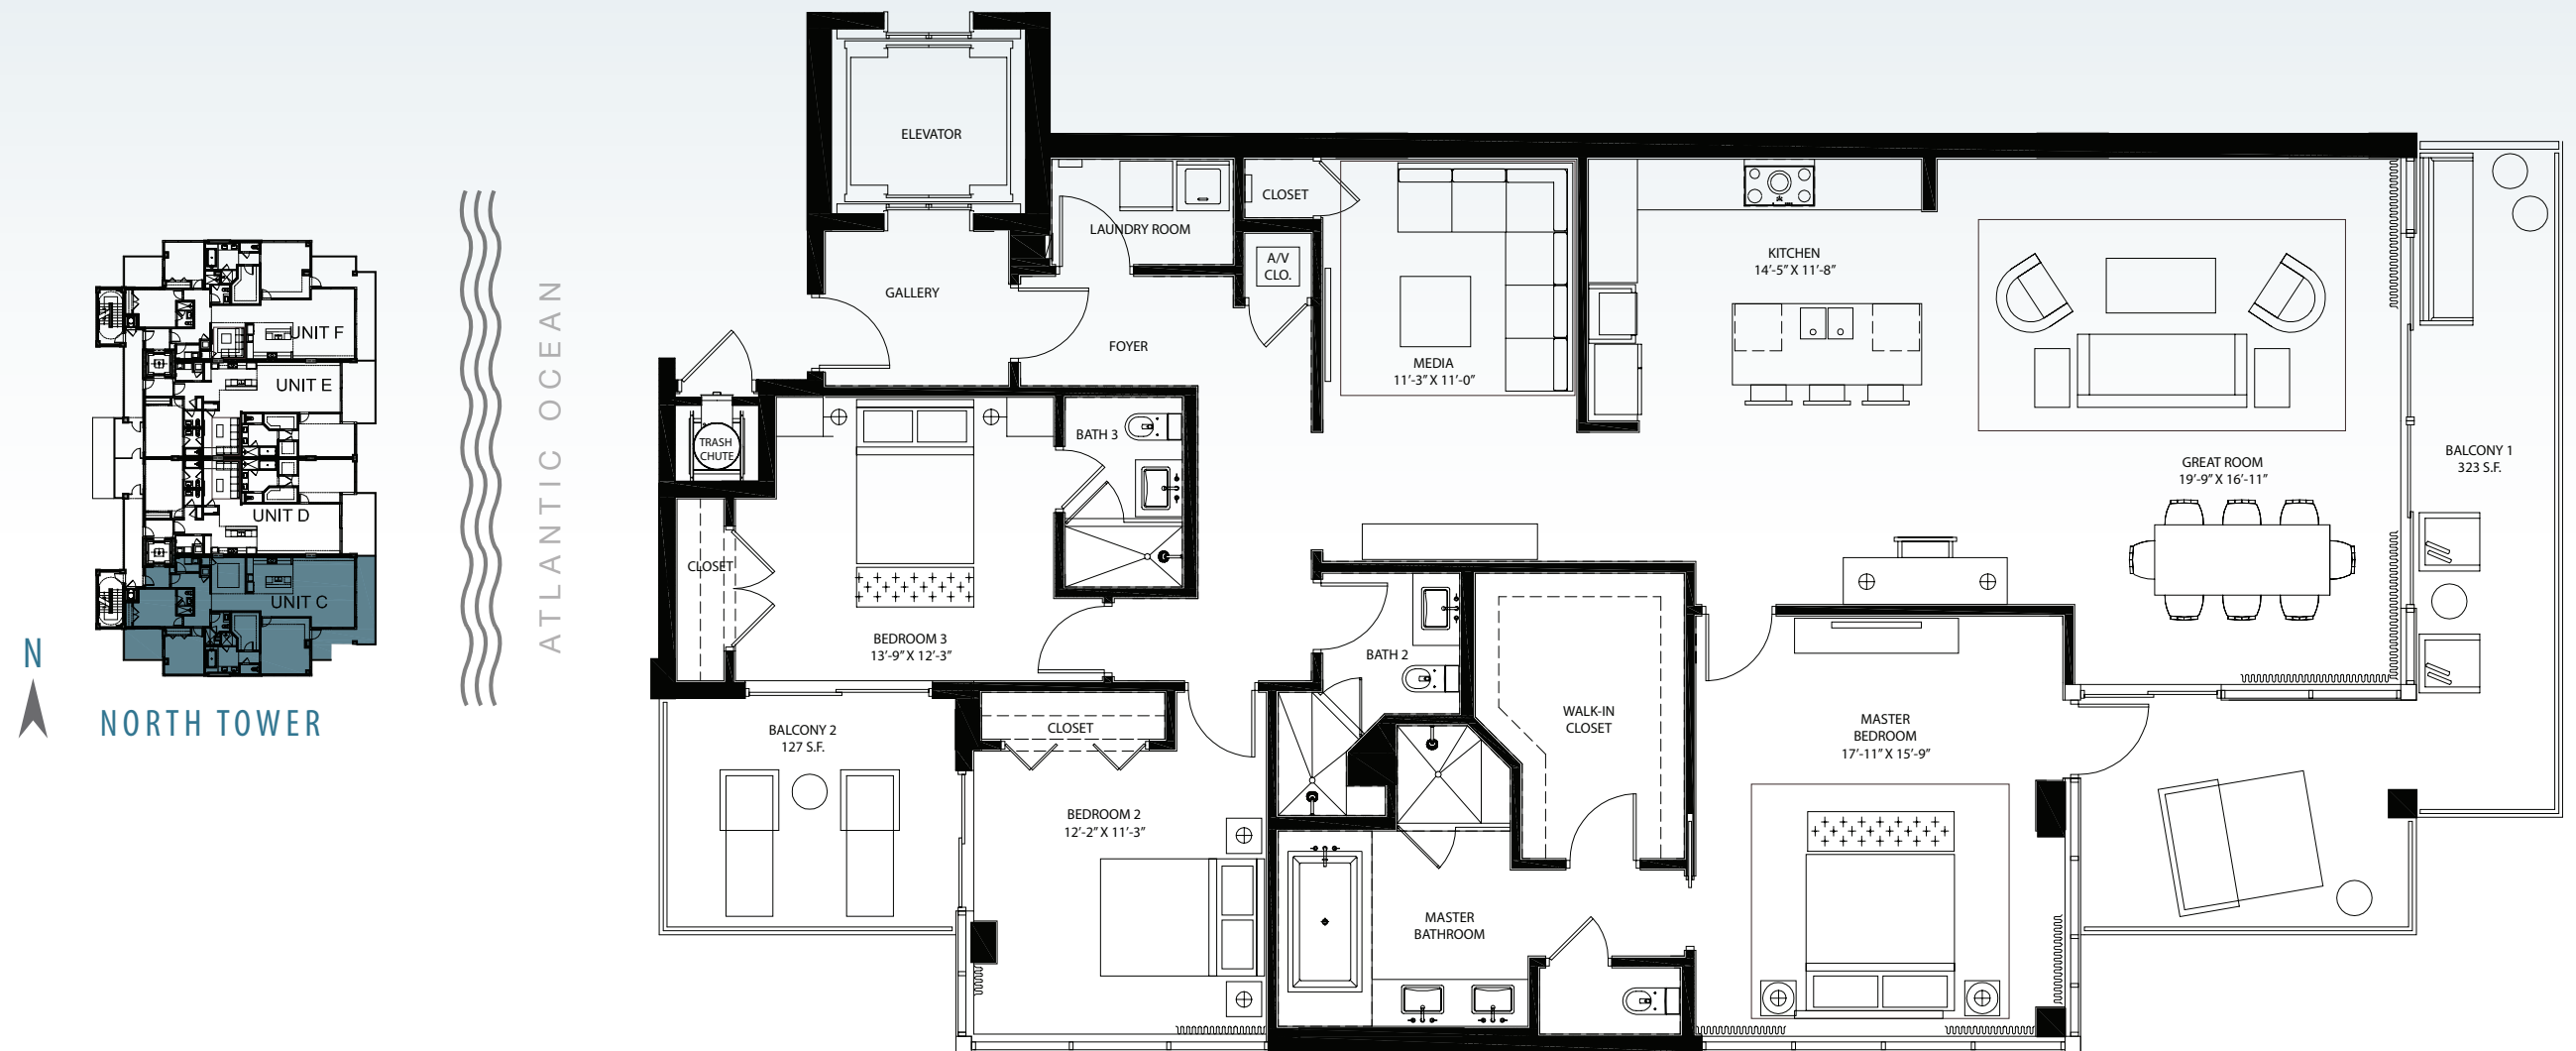 UNIT F
UNIT E
UNIT D
UNIT C
N
NORTH TOWER
ATLANTIC OCEAN
ELEVATOR
LAUNDRY ROOM
CLOSET
A/V
CLO.
GALLERY
FOYER
MEDIA
11'-3" X 11'-0"
KITCHEN
14'-5" X 11'-8"
GREAT ROOM
19'-9" X 16'-11"
BALCONY 1
323 S.F.
TRASH
CHUTE
BATH 3
CLOSET
BEDROOM 3
13'-9" X 12'-3"
BATH 2
WALK-IN
CLOSET
MASTER
BEDROOM
17'-11" X 15'-9"
BALCONY 2
127 S.F.
CLOSET
BEDROOM 2
12'-2" X 11'-3"
MASTER
BATHROOM